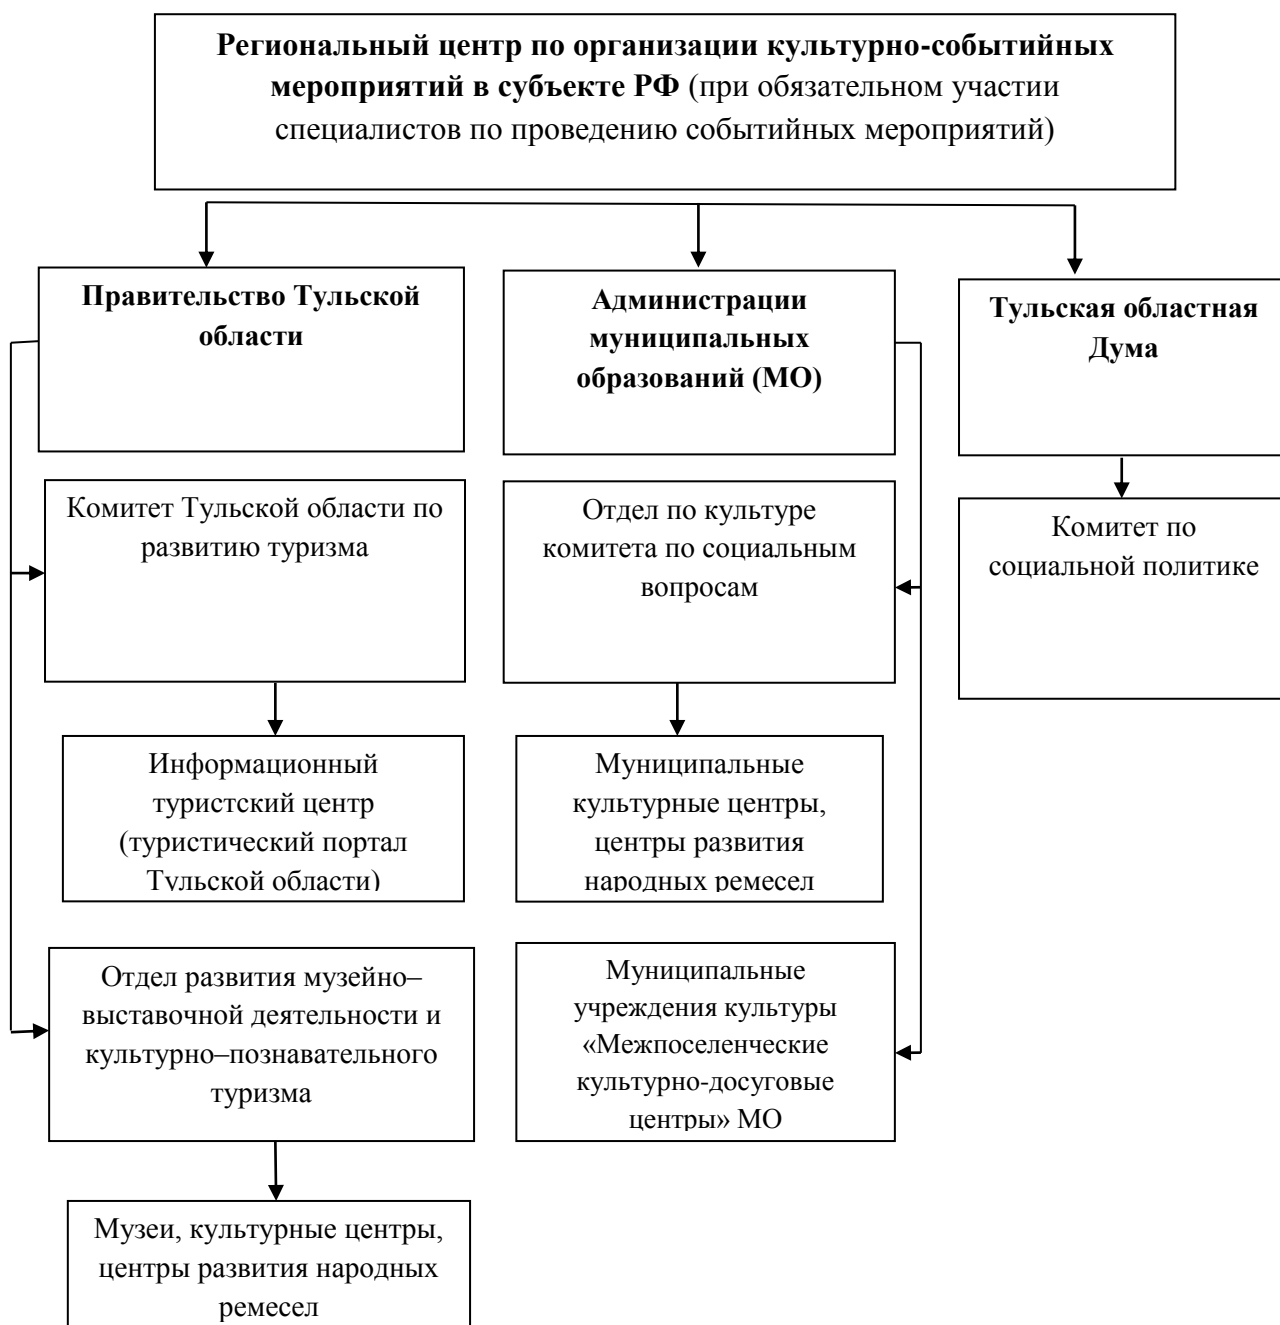 Региональный центр по организации культурно-событийных
мероприятий в субъекте РФ (при обязательном участии
специалистов по проведению событийных мероприятий)
Правительство Тульской
области
Администрации
муниципальных
образований (МО)
Тульская областная
Дума
Комитет Тульской области по
развитию туризма
Отдел по культуре
комитета по социальным
вопросам
Комитет по
социальной политике
Информационный
туристский центр
(туристический портал
Тульской области)
Муниципальные
культурные центры,
центры развития
народных ремесел
Отдел развития музейно–
выставочной деятельности и
культурно–познавательного
туризма
Муниципальные
учреждения культуры
«Межпоселенческие
культурно-досуговые
центры» МО
Музеи, культурные центры,
центры развития народных
ремесел